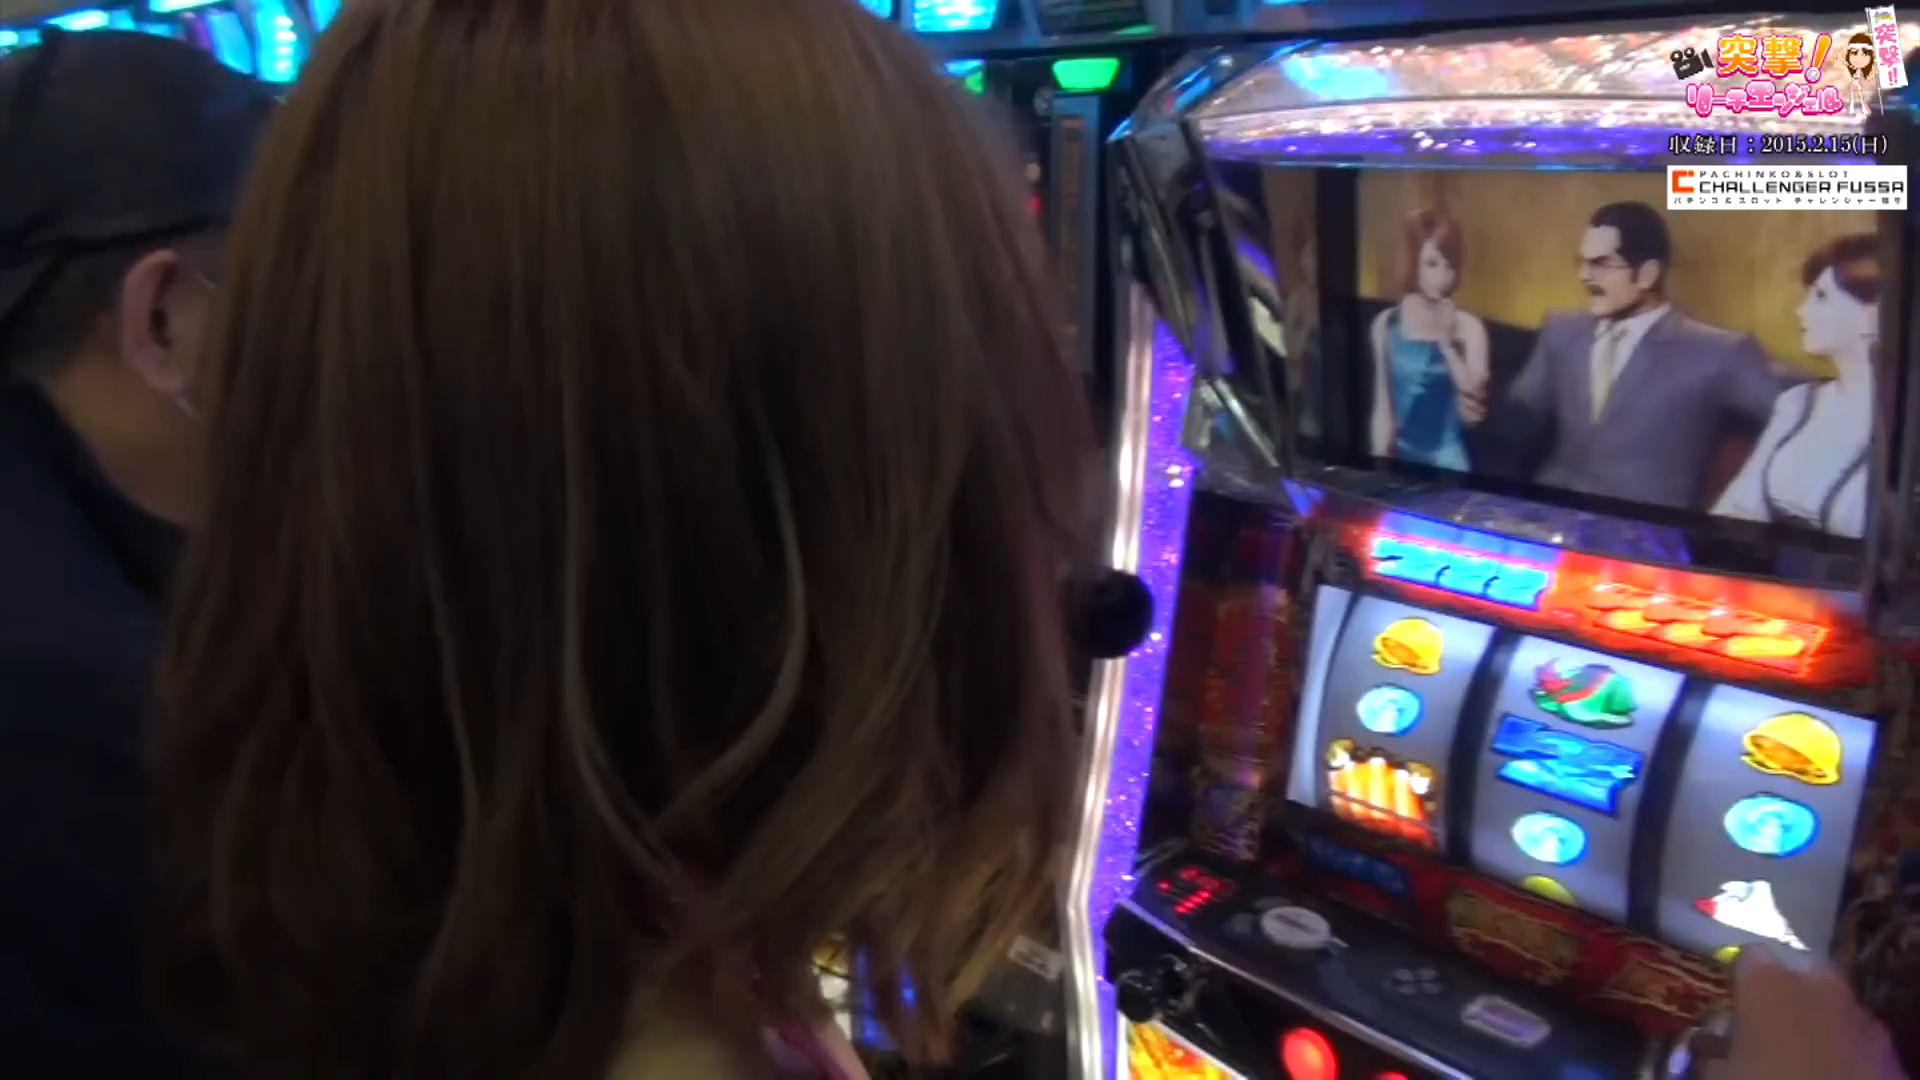 突撃!
突撃!!
リーチエンジェル
収録日：2015.2.15(日)
PACHINKO&SLOT
CHALLENGER FUSSA
パチンコ&スロット チャレンジャー福生
777